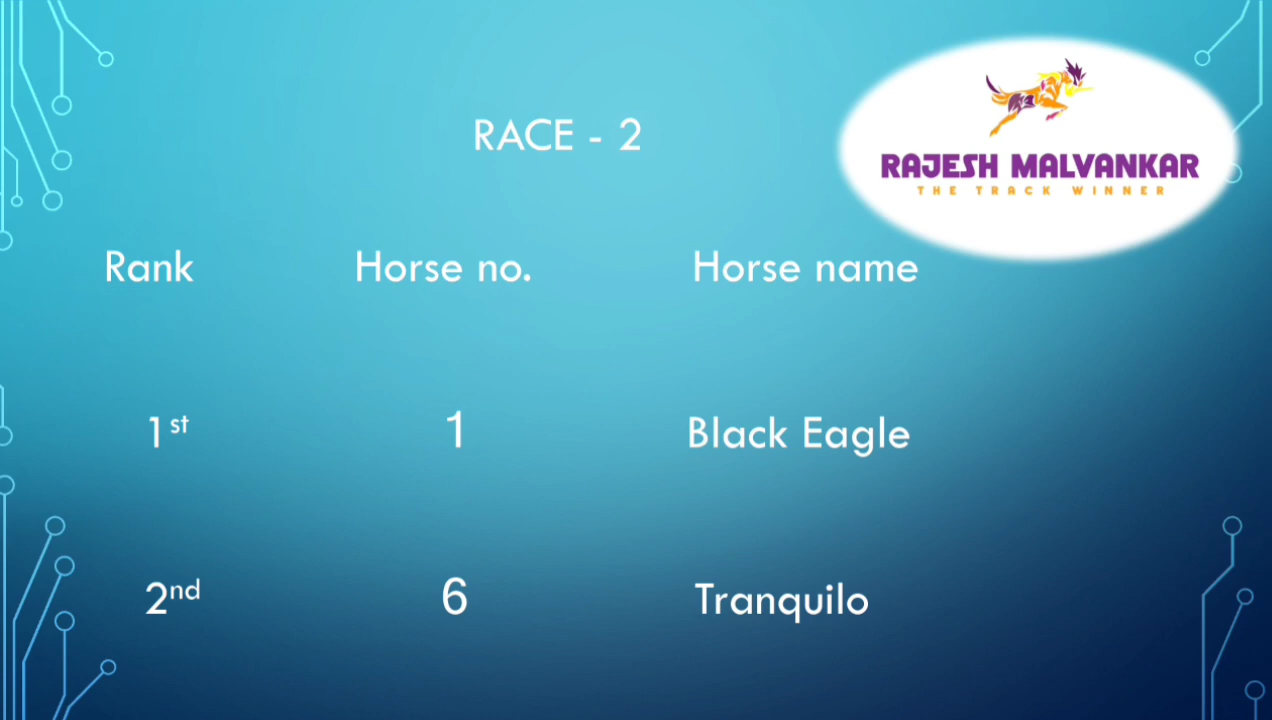 RACE - 2
RAJESH MALVANKAR
THE TRACK WINNER
Rank Horse no. Horse name
1st 1 Black Eagle
2nd 6 Tranquilo